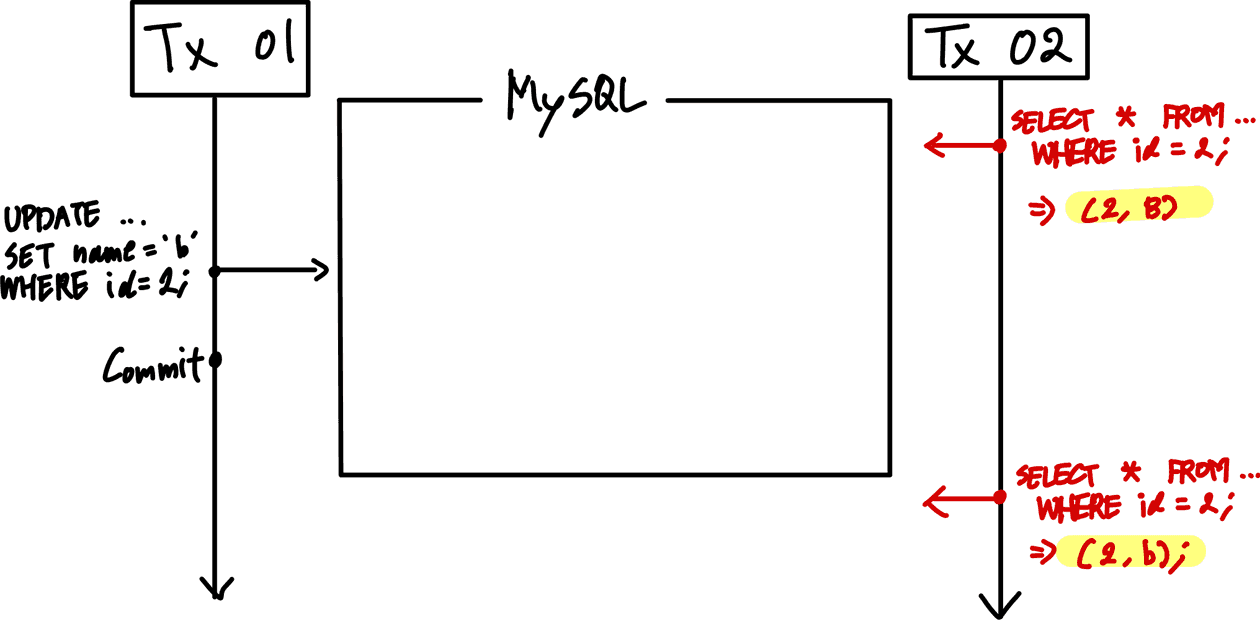 Tx 01
MySQL
Tx 02
SELECT * FROM ...
WHERE id = 2;
=> (2, B)
UPDATE ...
SET name = 'b'
WHERE id = 2;
Commit
SELECT * FROM ...
WHERE id = 2;
=> (2, b);